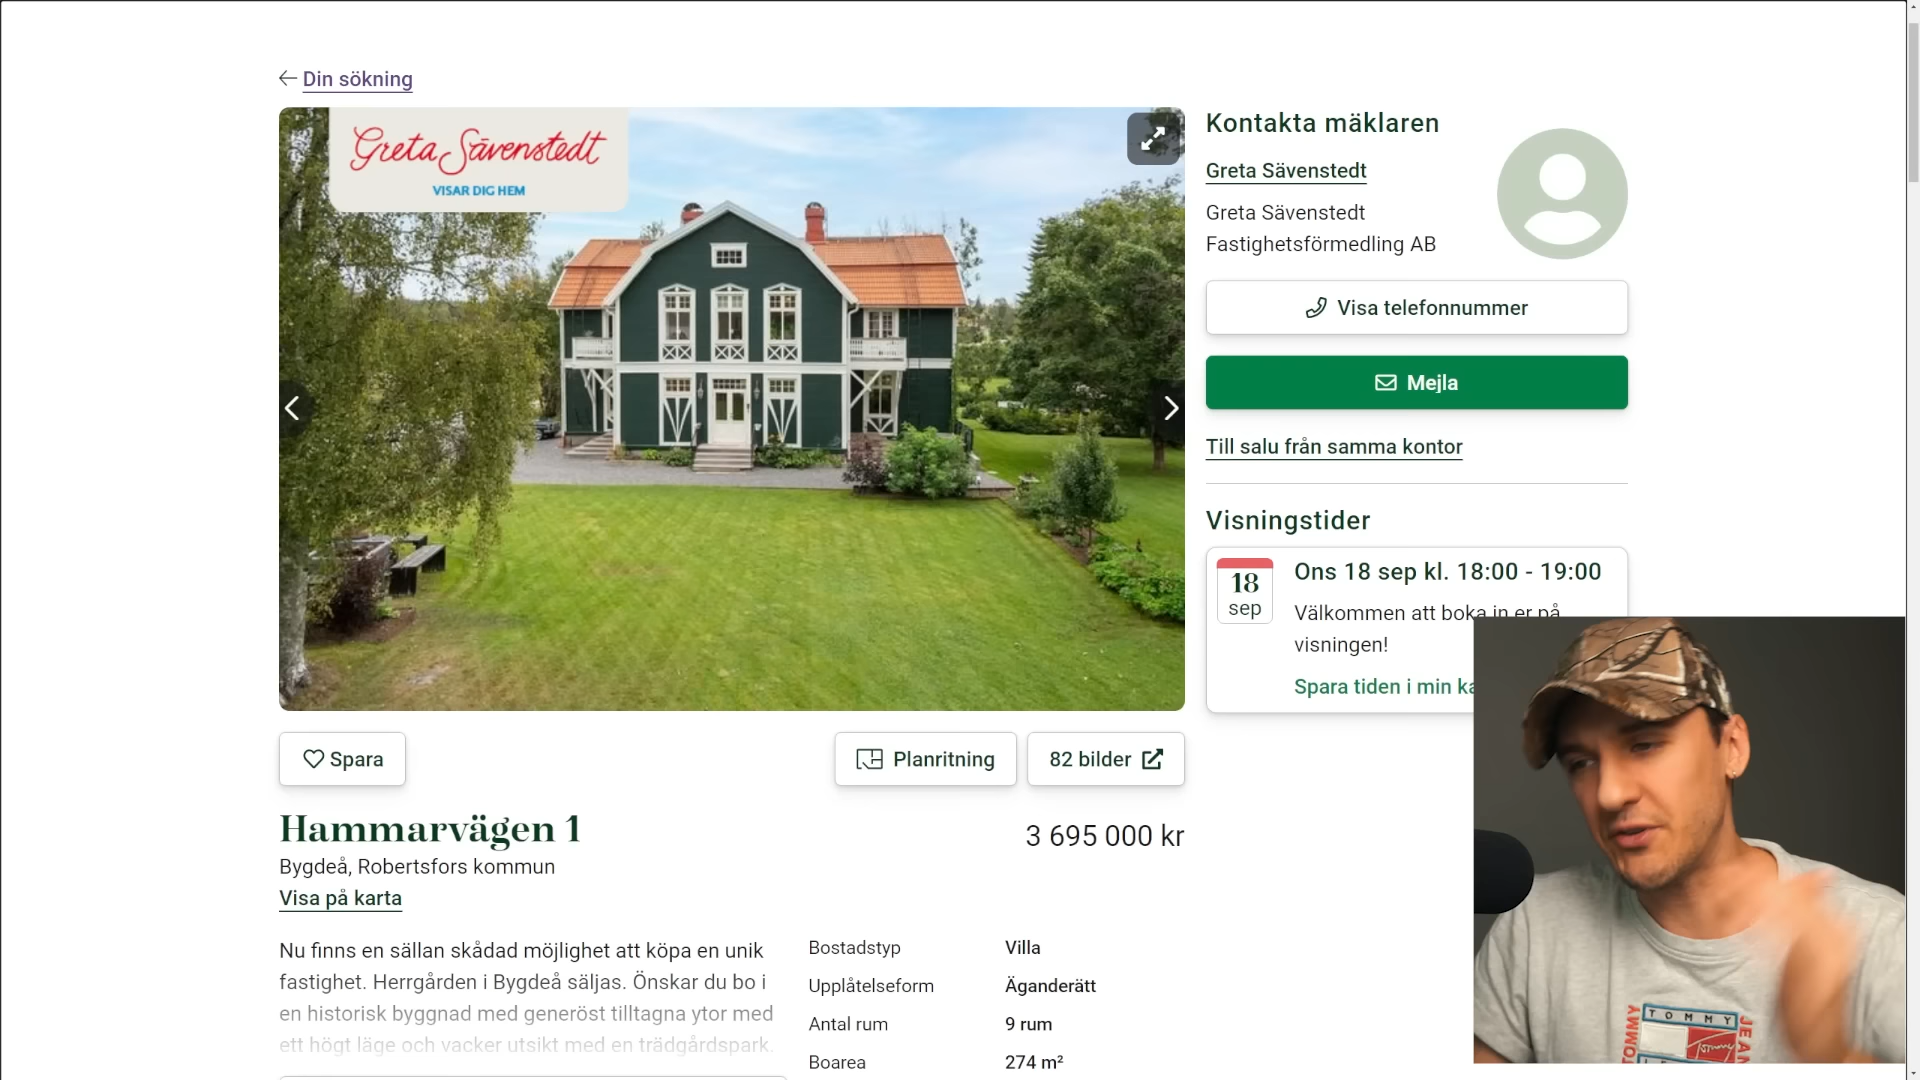 Din sökning
Greta Sävenstedt
VISAR DIG HEM
Kontakta mäklaren
Greta Sävenstedt
Greta Sävenstedt
Fastighetsförmedling AB
Visa telefonnummer
Mejla
Till salu från samma kontor
Visningstider
18
sep
Ons 18 sep kl. 18:00 - 19:00
Välkommen att boka in er på
visningen!
Spara tiden i min ka
Spara
Planritning
82 bilder
Hammarvägen 1
3 695 000 kr
Bygdeå, Robertsfors kommun
Visa på karta
Nu finns en sällan skådad möjlighet att köpa en unik
fastighet. Herrgården i Bygdeå säljas. Önskar du bo i
en historisk byggnad med generöst tilltagna ytor med
ett högt läge och vacker utsikt med en trädgårdspark.
Bostadstyp Villa
Upplåtelseform Äganderätt
Antal rum 9 rum
Boarea 274 m²
TOMMY
TOMMY
JEAN
Tommy